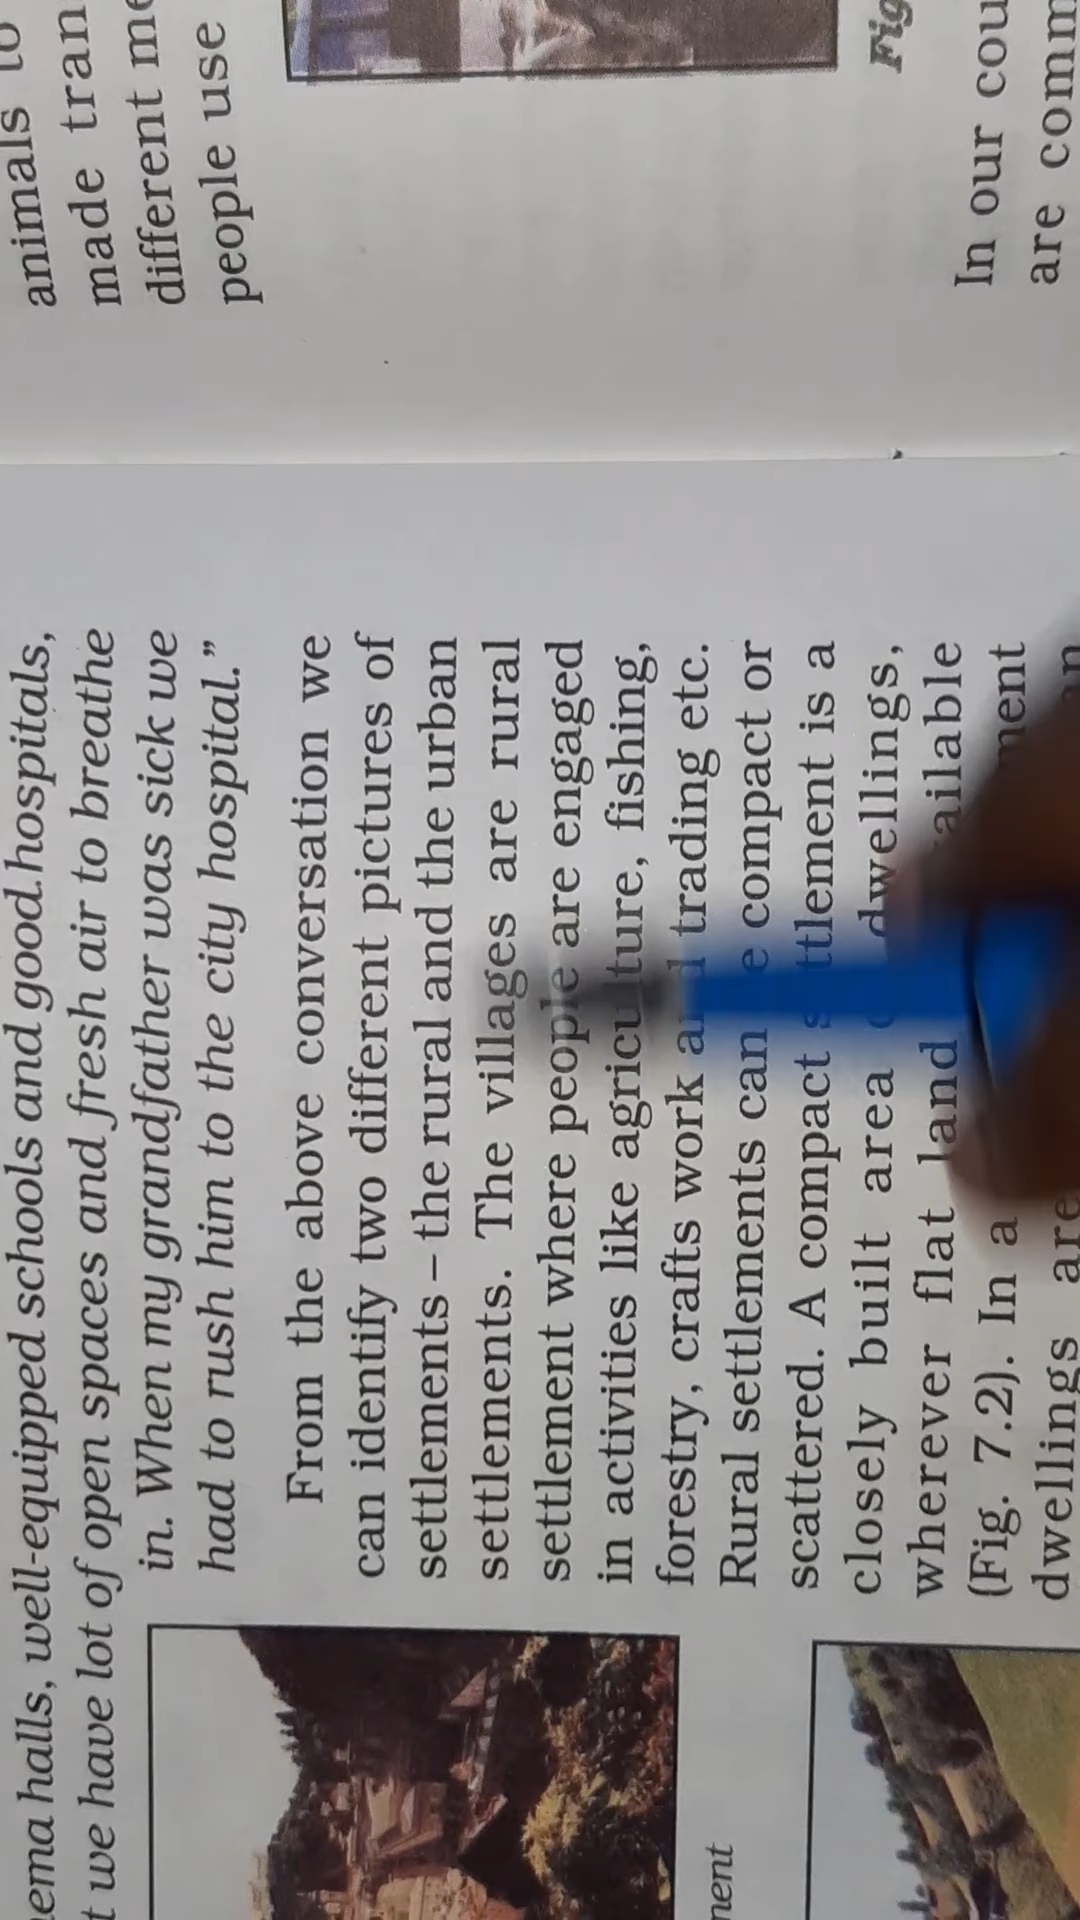 nema halls, well-equipped schools and good hospitals,
t we have lot of open spaces and fresh air to breathe
in. When my grandfather was sick we
had to rush him to the city hospital.”
From the above conversation we
can identify two different pictures of
settlements – the rural and the urban
settlements. The villages are rural
settlement where people are engaged
in activities like agriculture, fishing,
forestry, crafts work and trading etc.
Rural settlements can be compact or
scattered. A compact settlement is a
closely built area dwellings,
wherever flat land available
(Fig. 7.2). In a ment
dwellings are
ment
animals to
made tran
different me
people use
Fig
In our cou
are comm